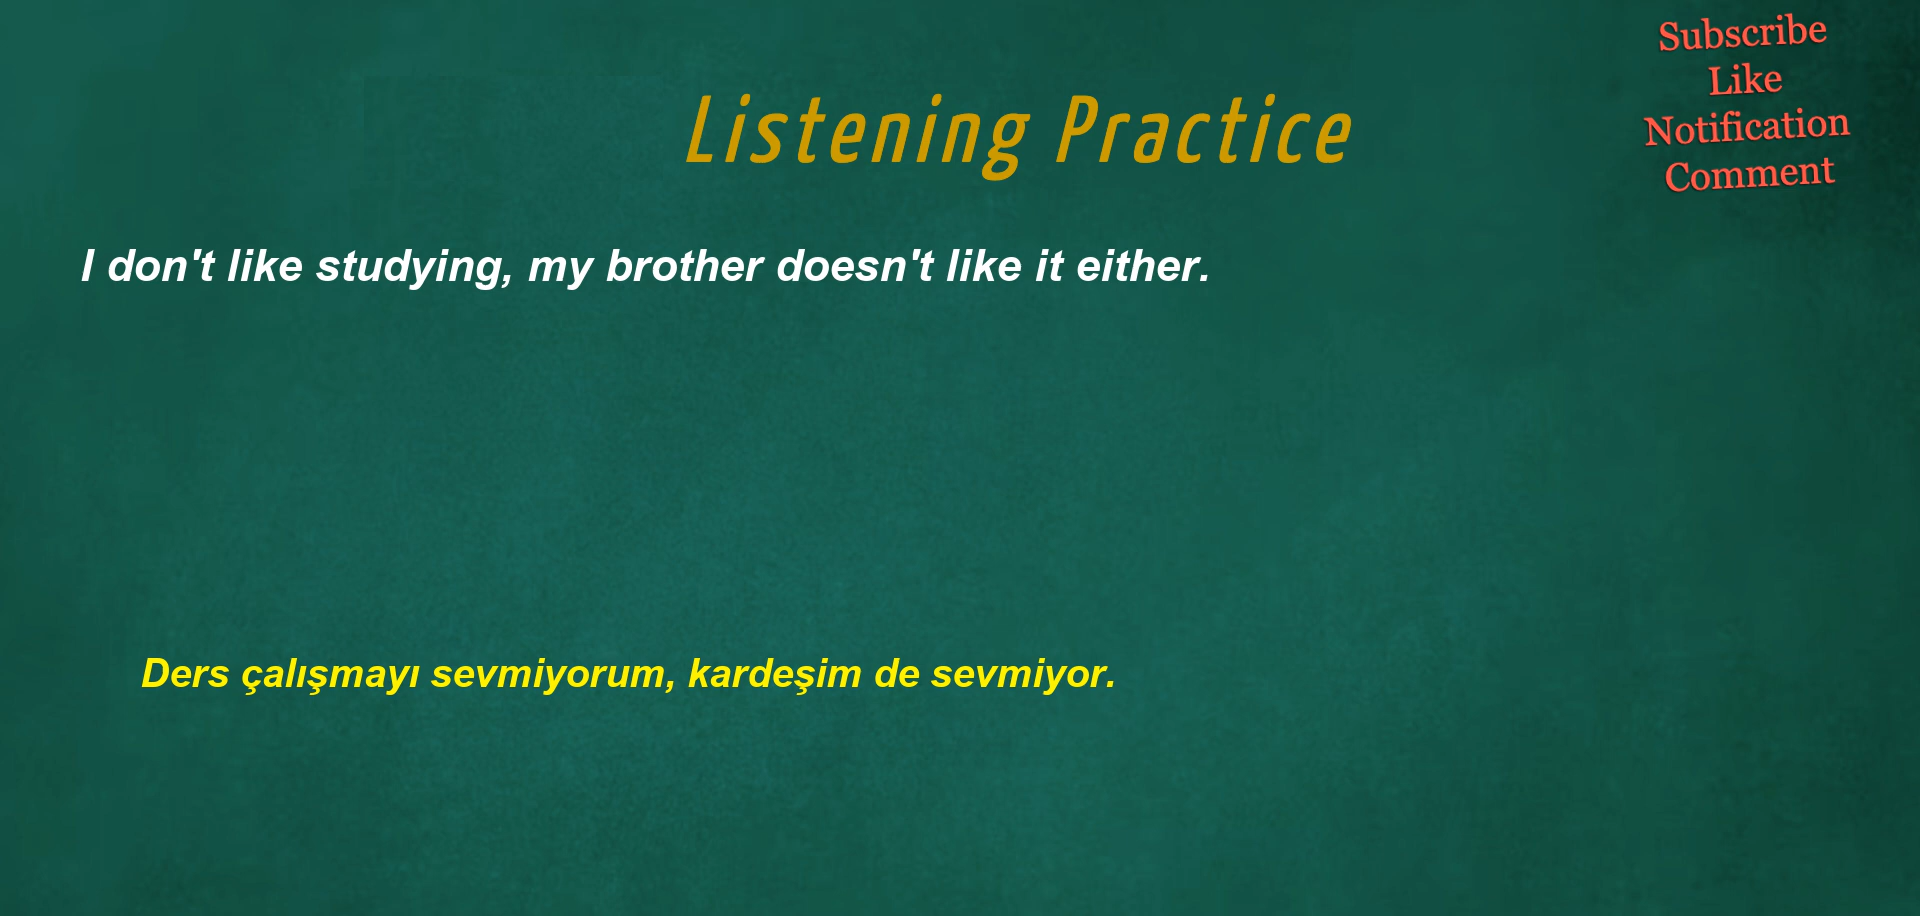 Subscribe
Like
Notification
Comment
Listening Practice
I don't like studying, my brother doesn't like it either.
Ders çalışmayı sevmiyorum, kardeşim de sevmiyor.